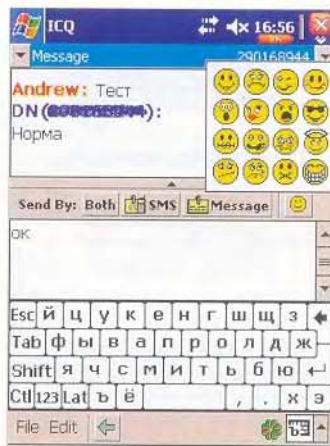 ICQ 16:56
Message 290168944
Andrew: Тест
DN ( ):
Норма
Send By: Both SMS Message
ок
Esc й ц у к е н г ш щ з
Tab ф ы в а п р о л д ж
Shift я ч с м и т ь б ю
Ctl 123 Lat ъ ё , . х э
File Edit